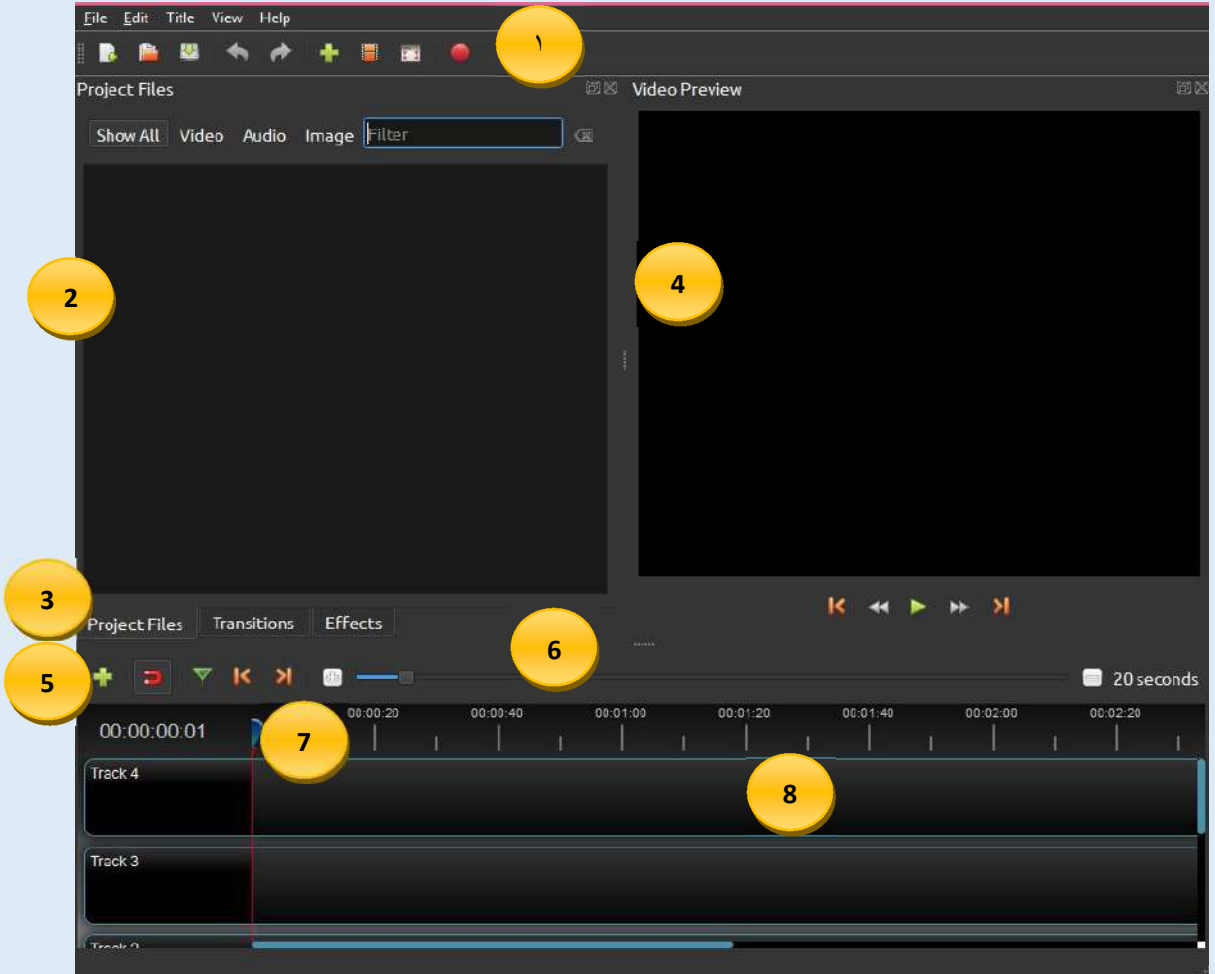 File Edit Title View Help
١
Project Files
Video Preview
Show All Video Audio Image Filter
2
4
3
Project Files Transitions Effects
6
5
20 seconds
00:00:00:01
7
00:00:20 00:00:40 00:01:00 00:01:20 00:01:40 00:02:00 00:02:20
Track 4
8
Track 3